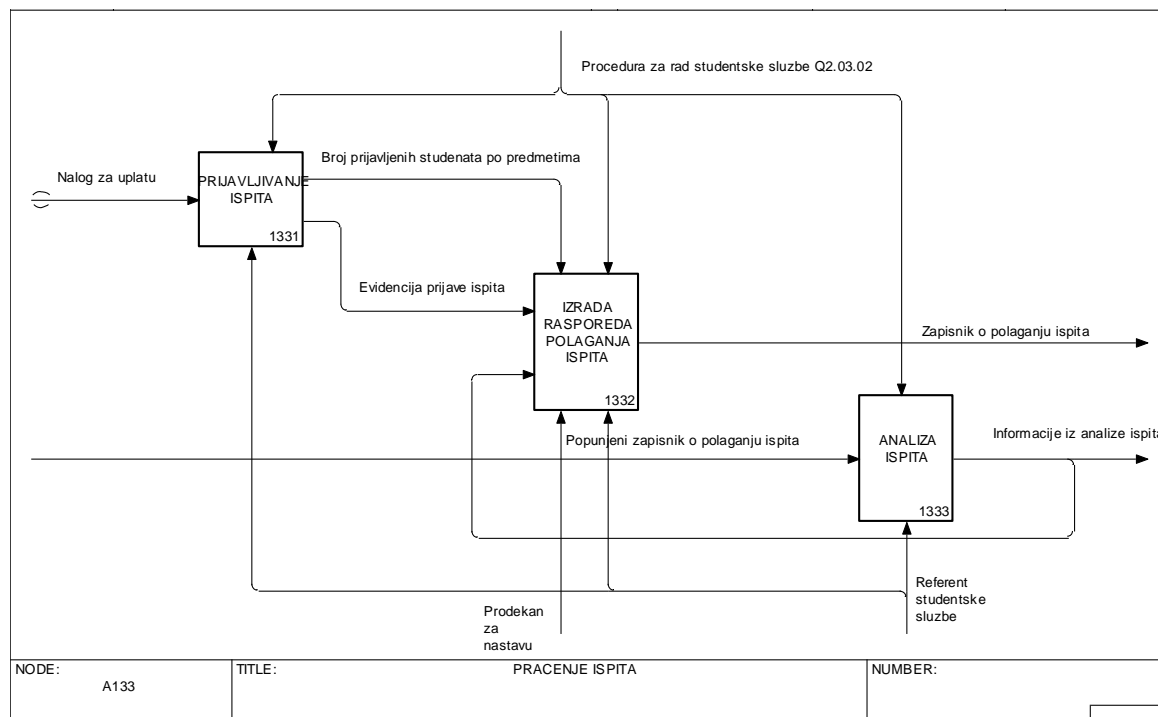 Procedura za rad studentske sluzbe Q2.03.02
Nalog za uplatu
Broj prijavljenih studenata po predmetima
PRIJAVLJIVANJE
ISPITA
1331
Evidencija prijave ispita
IZRADA
RASPOREDA
POLAGANJA
ISPITA
1332
Zapisnik o polaganju ispita
Popunjeni zapisnik o polaganju ispita
ANALIZA
ISPITA
1333
Informacije iz analize ispita
Prodekan
za
nastavu
Referent
studentske
sluzbe
NODE:
A133
TITLE:
PRACENJE ISPITA
NUMBER: